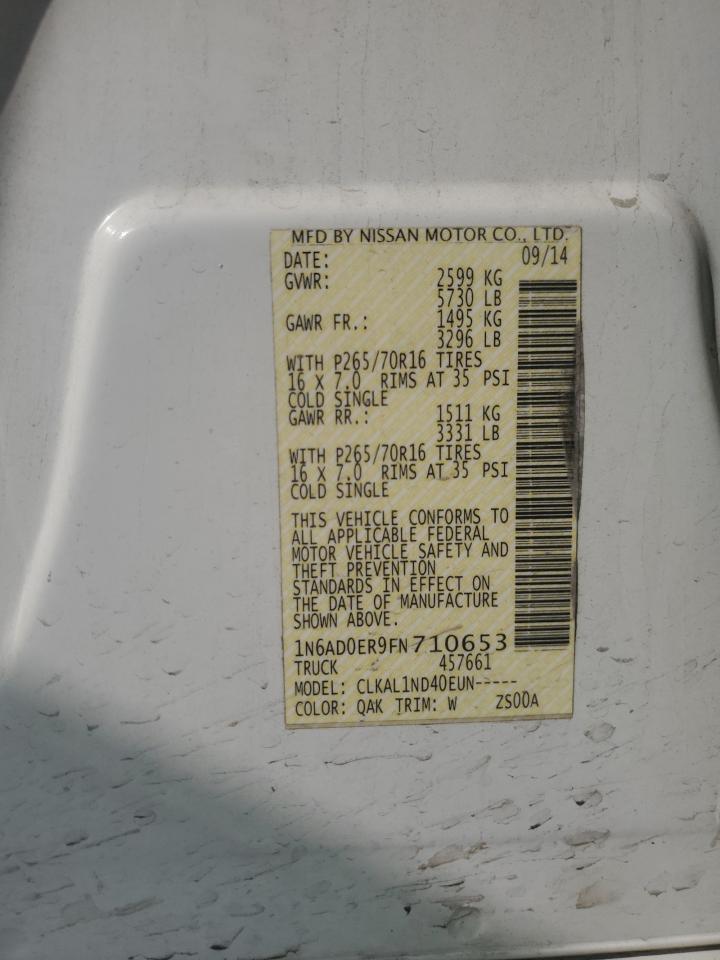 MFD BY NISSAN MOTOR CO., LTD.
DATE: 09/14
GVWR: 2599 KG
5730 LB
GAWR FR.: 1495 KG
3296 LB
WITH P265/70R16 TIRES
16 X 7.0 RIMS AT 35 PSI
COLD SINGLE
GAWR RR.: 1511 KG
3331 LB
WITH P265/70R16 TIRES
16 X 7.0 RIMS AT 35 PSI
COLD SINGLE
THIS VEHICLE CONFORMS TO
ALL APPLICABLE FEDERAL
MOTOR VEHICLE SAFETY AND
THEFT PREVENTION
STANDARDS IN EFFECT ON
THE DATE OF MANUFACTURE
SHOWN ABOVE.
1N6AD0ER9FN710653
TRUCK 457661
MODEL: CLKAL1ND40EUN-----
COLOR: QAK TRIM: W ZS00A